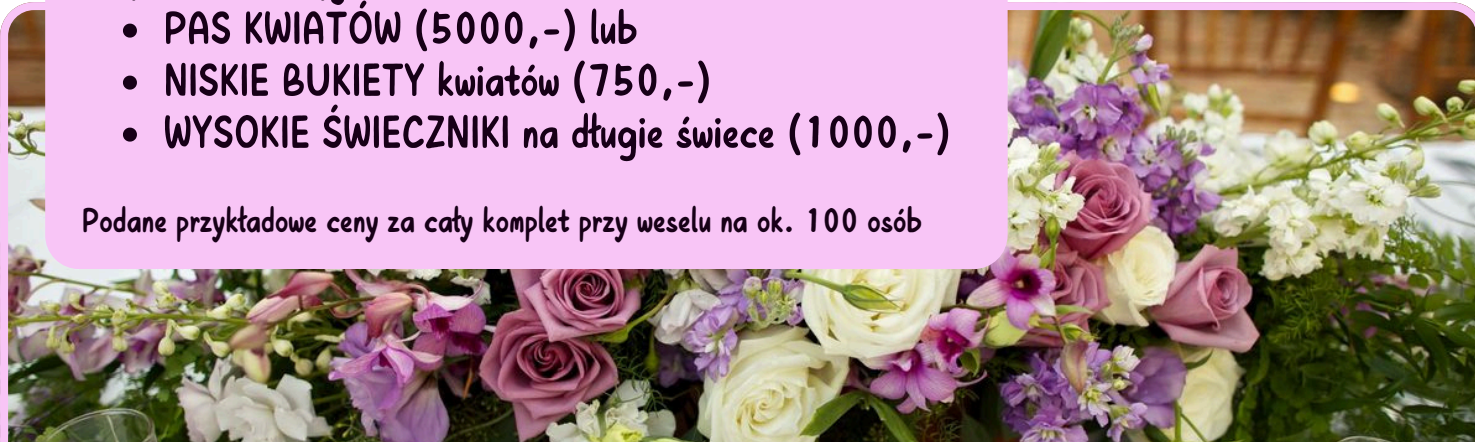 PAS KWIATÓW (5000,-) lub
NISKIE BUKIETY kwiatów (750,-)
WYSOKIE ŚWIECZNIKI na długie świece (1000,-)
Podane przykładowe ceny za cały komplet przy weselu na ok. 100 osób